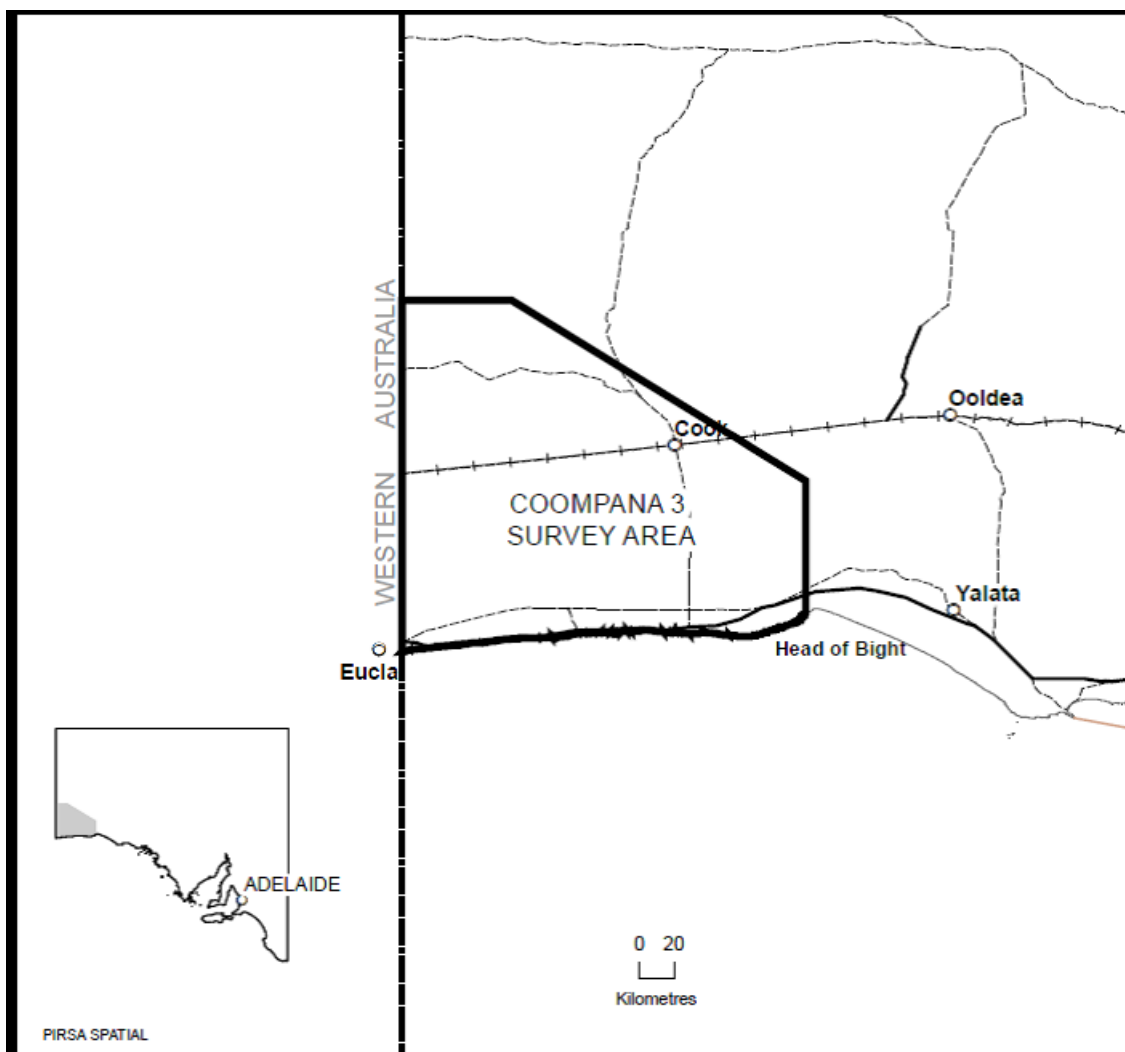 WESTERN AUSTRALIA
Ooldea
Cook
COOMPANA 3
SURVEY AREA
Yalata
Head of Bight
Eucla
ADELAIDE
0 20
Kilometres
PIRSA SPATIAL